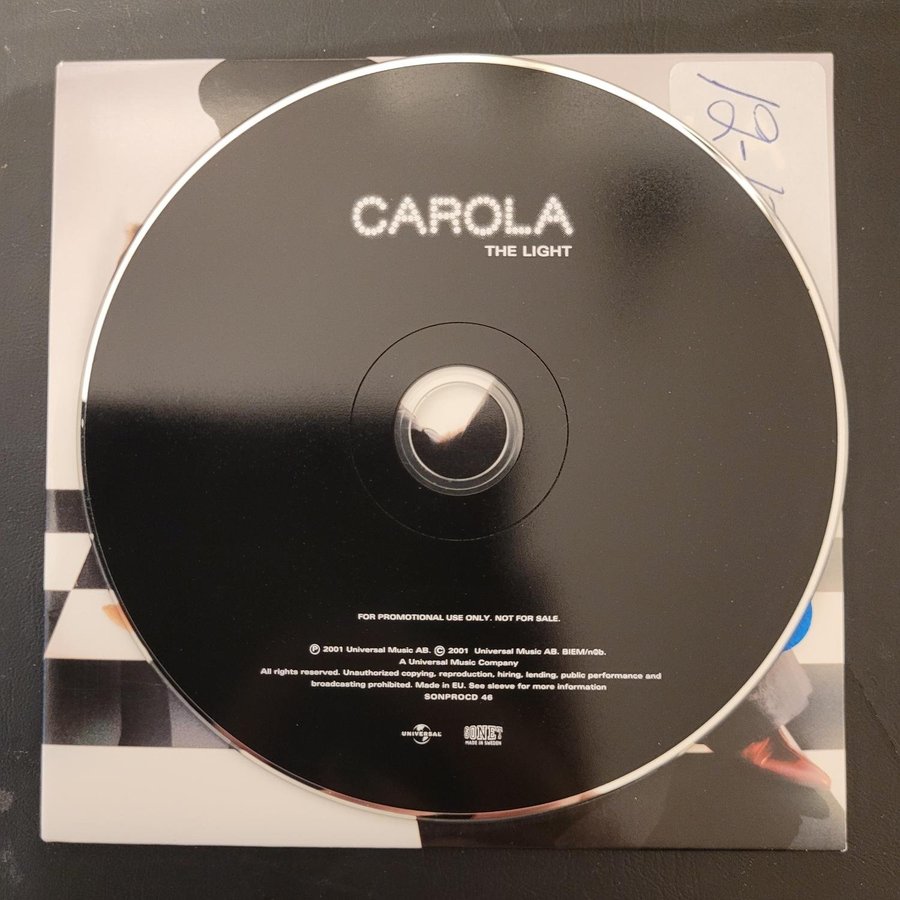 CAROLA
THE LIGHT
FOR PROMOTIONAL USE ONLY. NOT FOR SALE.
Ⓟ 2001 Universal Music AB. © 2001 Universal Music AB. BIEM/n©b.
A Universal Music Company
All rights reserved. Unauthorized copying, reproduction, hiring, lending, public performance and
broadcasting prohibited. Made in EU. See sleeve for more information
SONPROCD 46
UNIVERSAL
SONET
MADE IN SWEDEN